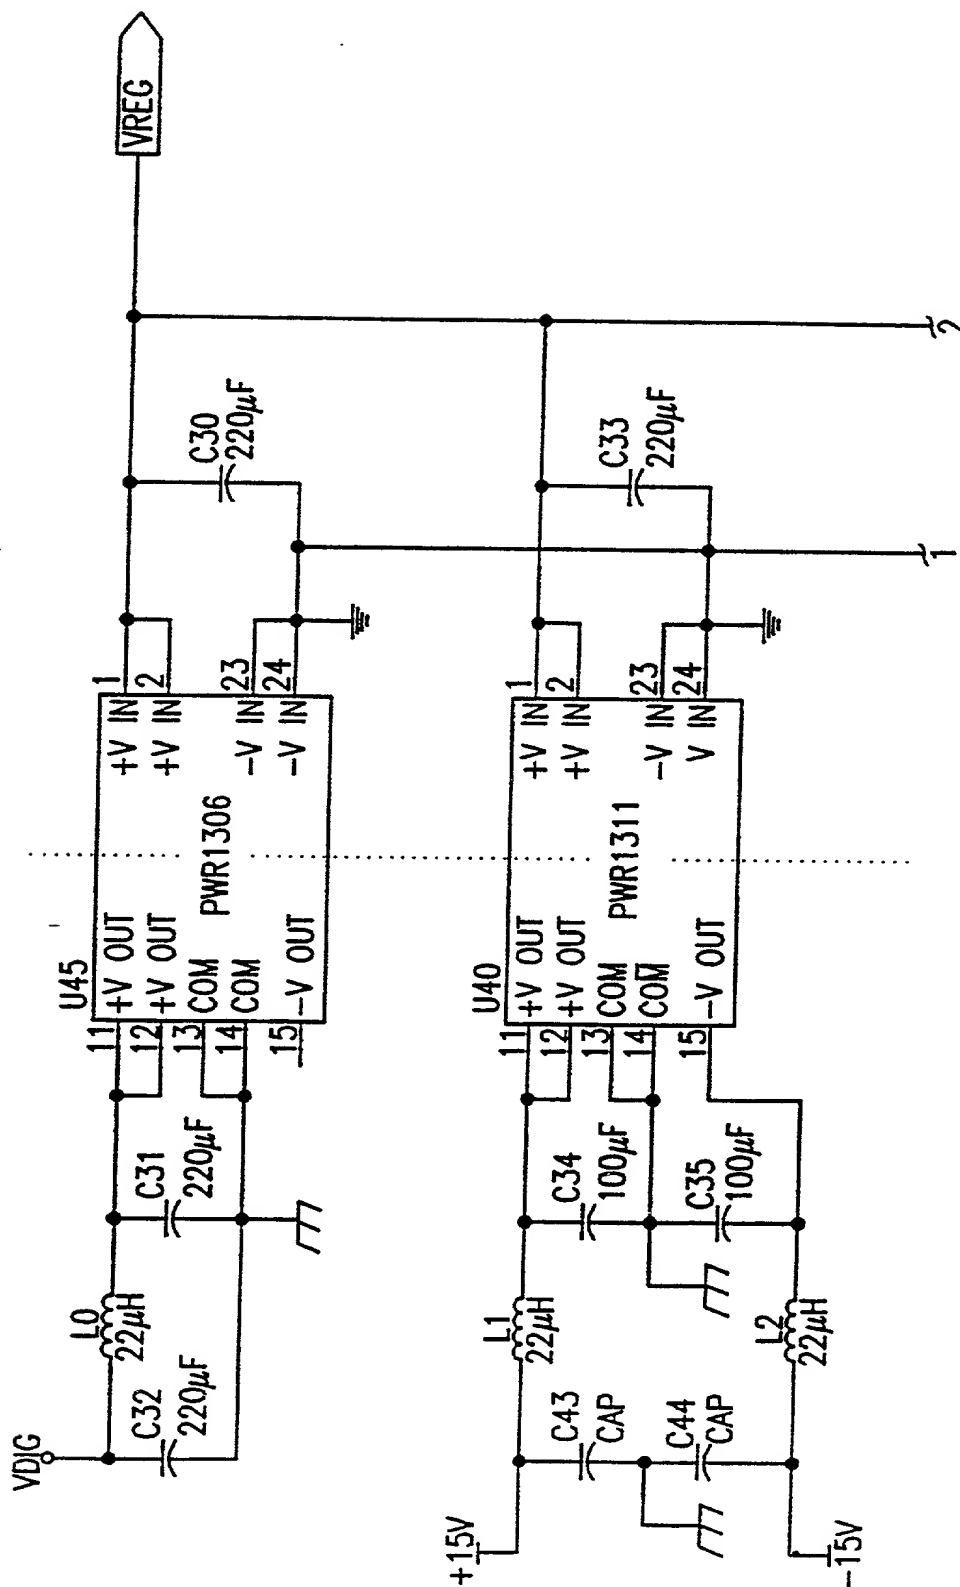 VREG
C30
220µF
1
2
23
24
+V IN
+V IN
-V IN
-V IN
PWR1306
U45
+V OUT
+V OUT
COM
COM
-V OUT
11
12
13
14
15
C31
220µF
L0
22µH
C32
220µF
VDIG
2
1
C33
220µF
1
2
23
24
+V IN
+V IN
-V IN
V IN
PWR1311
U40
+V OUT
+V OUT
COM
COM
-V OUT
11
12
13
14
15
C34
100µF
C35
100µF
L1
22µH
L2
22µH
C43
CAP
C44
CAP
+15V
-15V